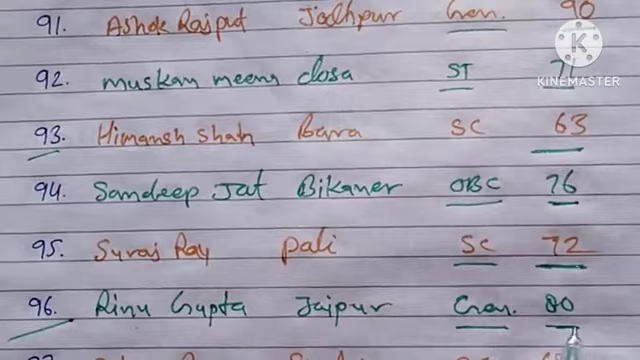 91. Ashok Rajput Jodhpur Gen. 90
KINEMASTER
92. Muskan meena dosa ST
93. Himansh Shah Bara SC 63
94. Sandeep Jat Bikaner OBC 76
95. Suraj Ray Pali SC 72
96. Rinu Gupta Jaipur Gen. 80